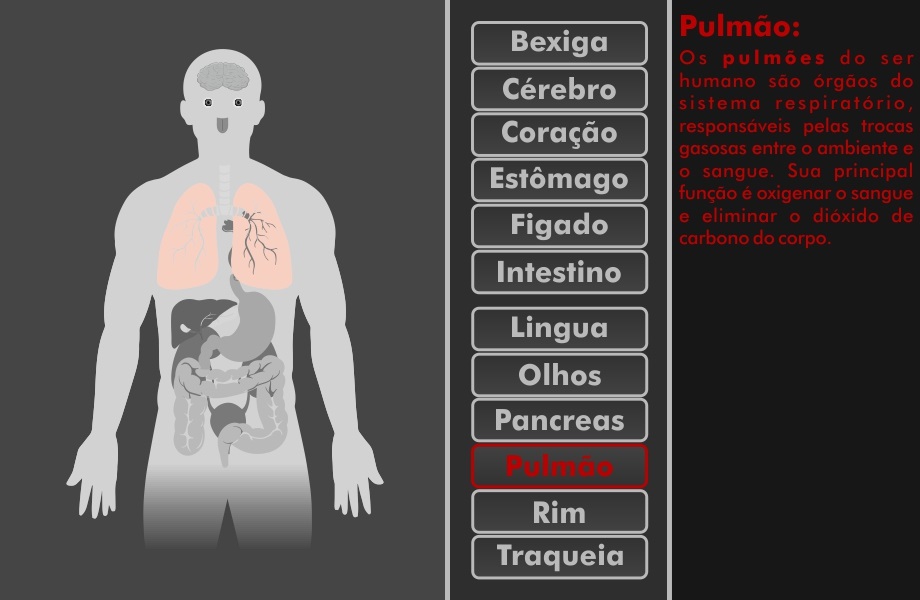 Bexiga
Cérebro
Coração
Estômago
Figado
Intestino
Lingua
Olhos
Pancreas
Pulmão
Rim
Traqueia
Pulmão:
Os pulmões do ser
humano são órgãos do
sistema respiratório,
responsáveis pelas trocas
gasosas entre o ambiente e
o sangue. Sua principal
função é oxigenar o sangue
e eliminar o dióxido de
carbono do corpo.